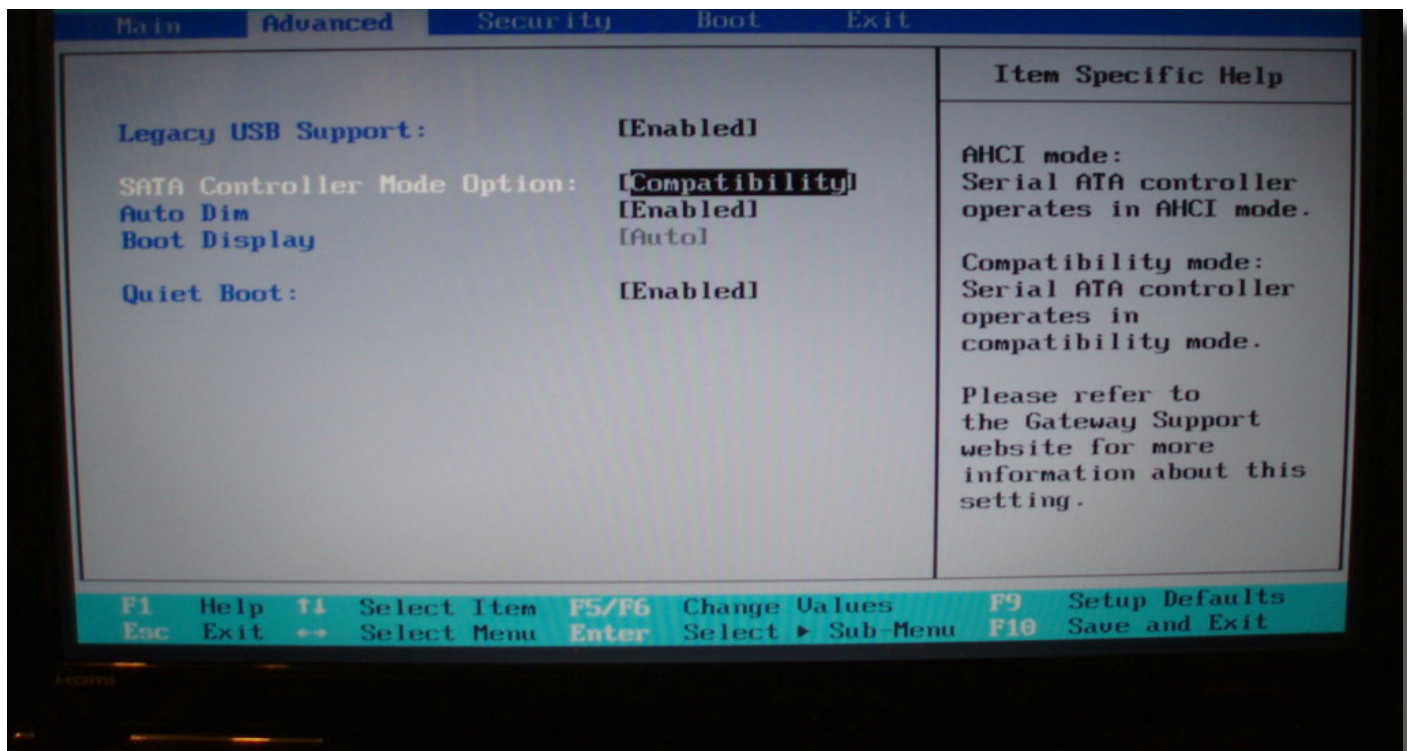 Main Advanced Security Boot Exit
Item Specific Help
Legacy USB Support: [Enabled]
SATA Controller Mode Option: [Compatibility]
Auto Dim [Enabled]
Boot Display [Auto]
Quiet Boot: [Enabled]
AHCI mode:
Serial ATA controller
operates in AHCI mode.
Compatibility mode:
Serial ATA controller
operates in
compatibility mode.
Please refer to
the Gateway Support
website for more
information about this
setting.
F1 Help ↑↓ Select Item F5/F6 Change Values F9 Setup Defaults
Esc Exit ↔ Select Menu Enter Select ▶ Sub-Menu F10 Save and Exit
HDMI